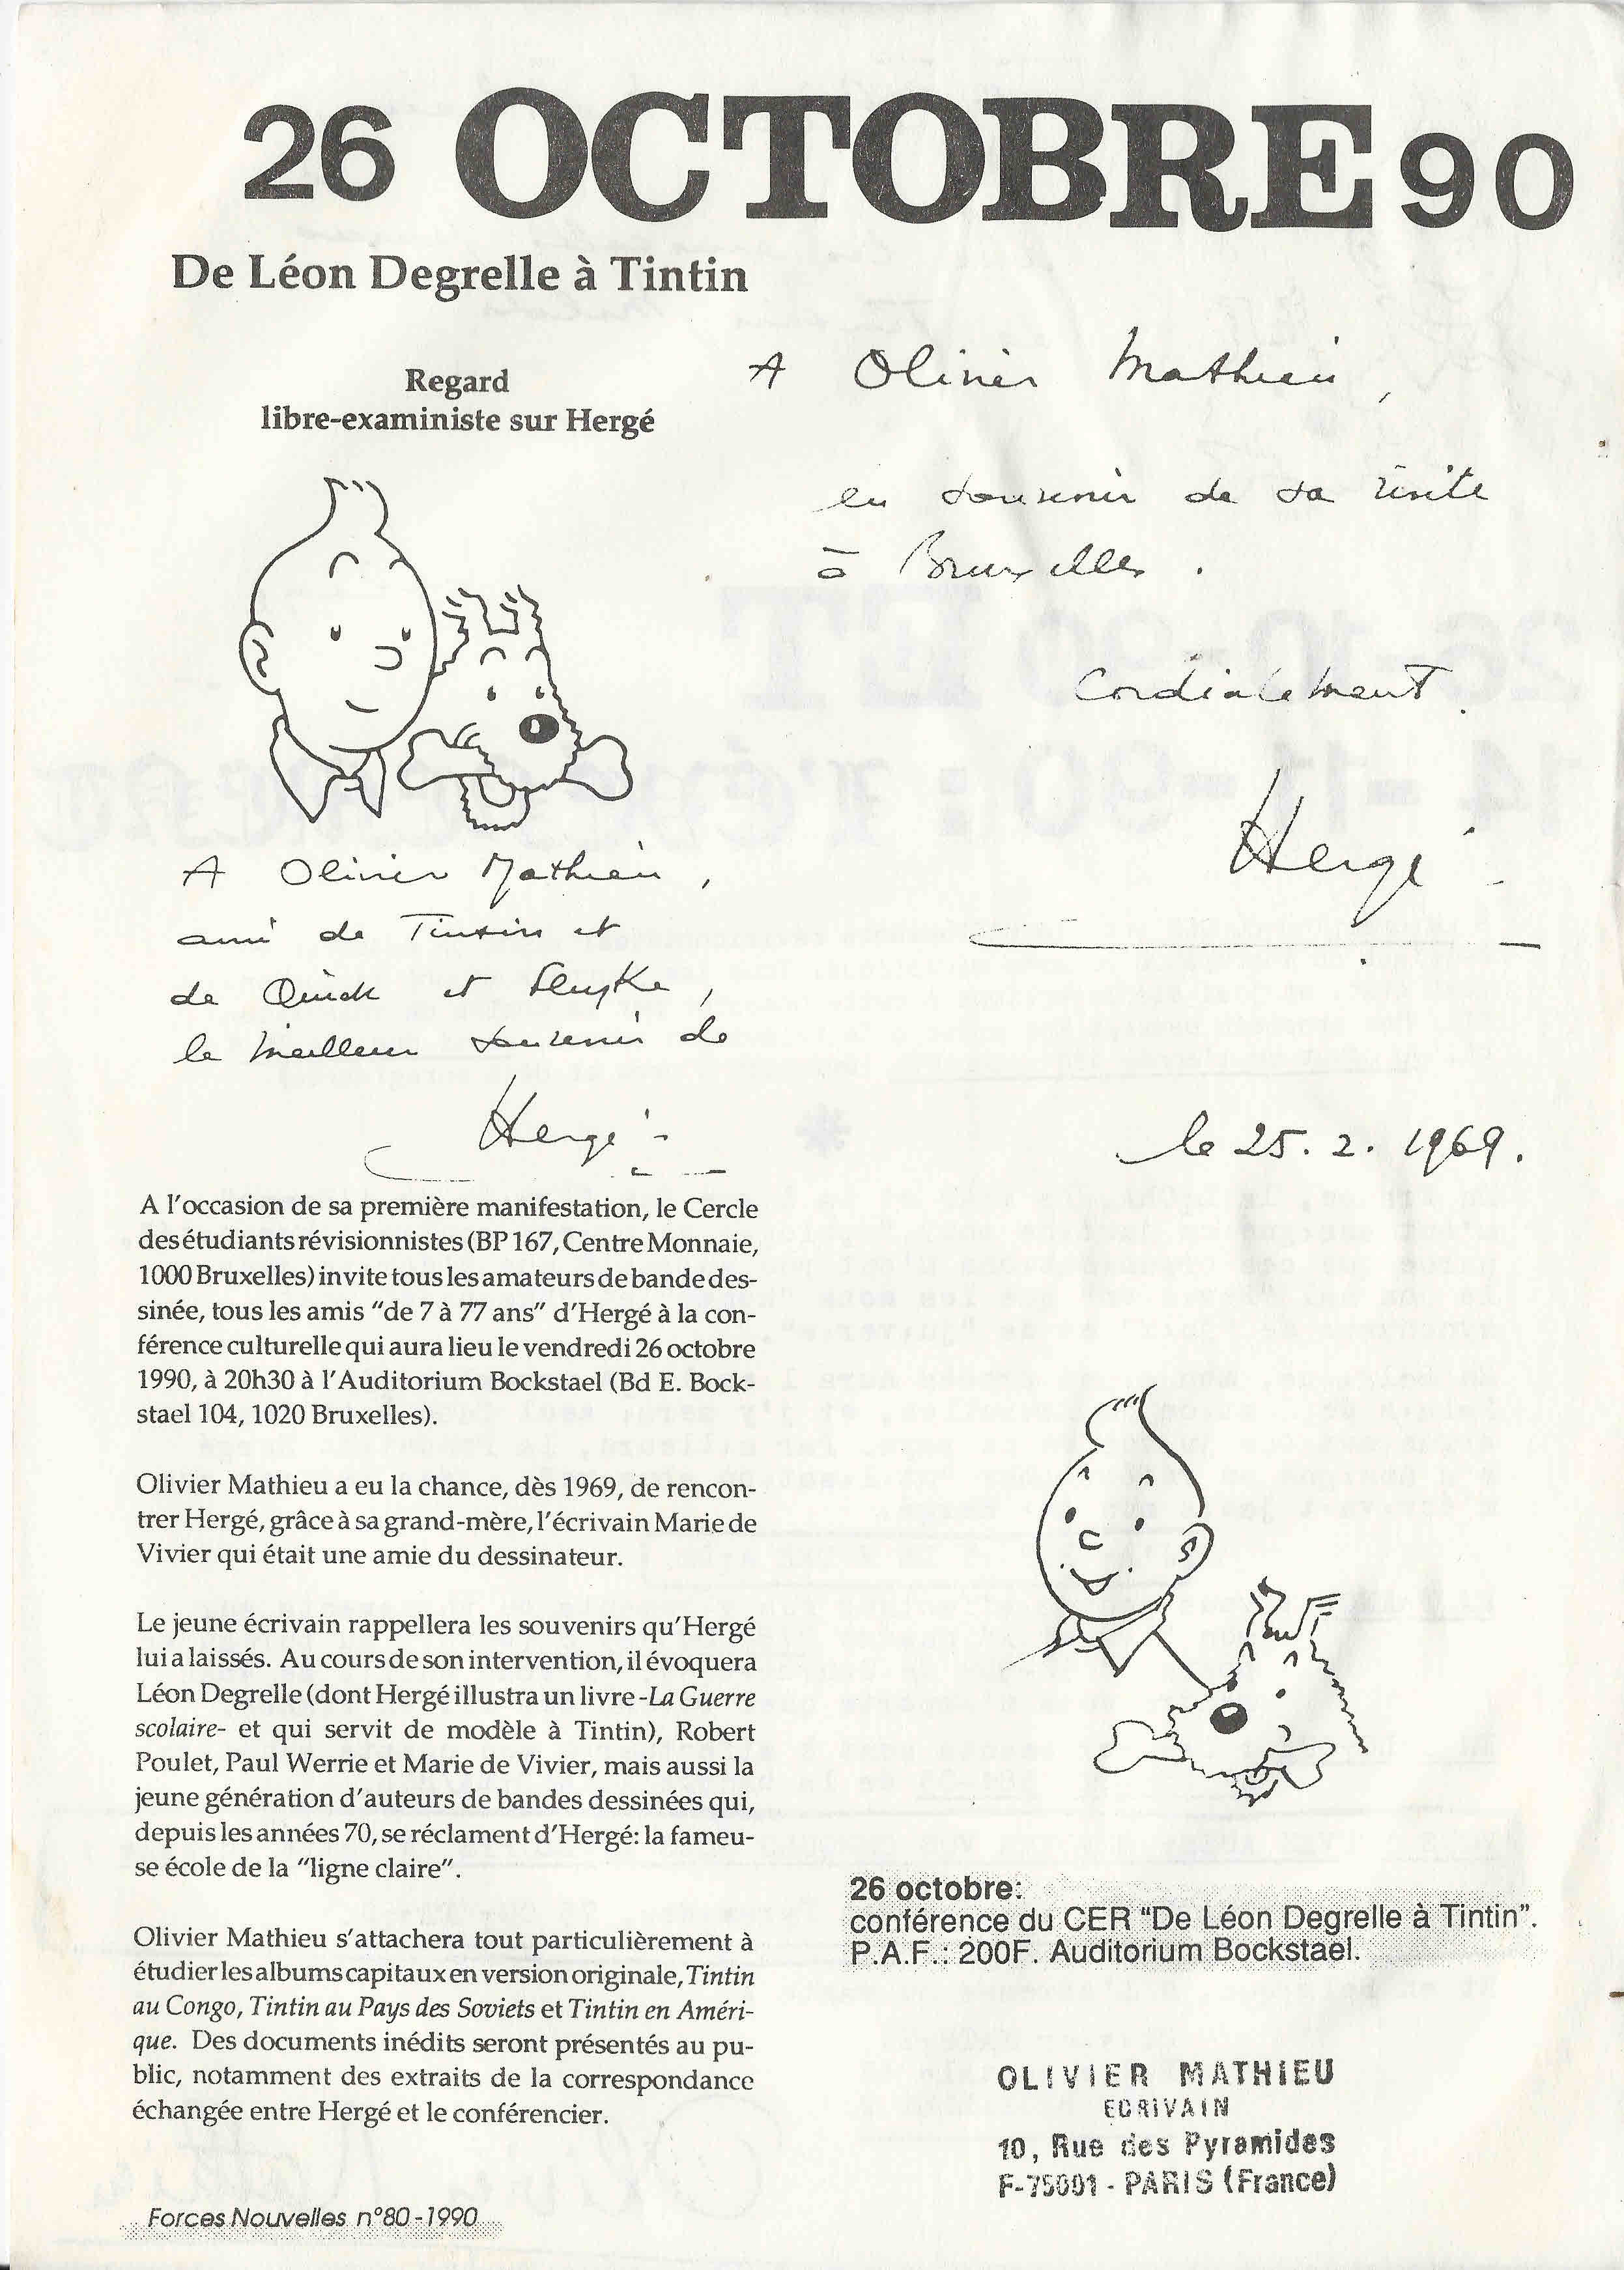 26 OCTOBRE 90
De Léon Degrelle à Tintin
Regard
libre-exaministe sur Hergé
A Olivier Mathieu,
en souvenir de sa visite
à Bruxelles.
Cordialement.
Hergé
le 25. 2. 1969.
A Olivier Mathieu,
ami de Tintin et
de Quick et Flupke,
le meilleur souvenir de
Hergé
A l'occasion de sa première manifestation, le Cercle
des étudiants révisionnistes (BP 167, Centre Monnaie,
1000 Bruxelles) invite tous les amateurs de bande des-
sinée, tous les amis "de 7 à 77 ans" d'Hergé à la con-
férence culturelle qui aura lieu le vendredi 26 octobre
1990, à 20h30 à l'Auditorium Bockstael (Bd E. Bock-
stael 104, 1020 Bruxelles).
Olivier Mathieu a eu la chance, dès 1969, de rencon-
trer Hergé, grâce à sa grand-mère, l'écrivain Marie de
Vivier qui était une amie du dessinateur.
Le jeune écrivain rappellera les souvenirs qu'Hergé
lui a laissés. Au cours de son intervention, il évoquera
Léon Degrelle (dont Hergé illustra un livre -La Guerre
scolaire- et qui servit de modèle à Tintin), Robert
Poulet, Paul Werrie et Marie de Vivier, mais aussi la
jeune génération d'auteurs de bandes dessinées qui,
depuis les années 70, se réclament d'Hergé: la fameu-
se école de la "ligne claire".
Olivier Mathieu s'attachera tout particulièrement à
étudier les albums capitaux en version originale, Tintin
au Congo, Tintin au Pays des Soviets et Tintin en Améri-
que. Des documents inédits seront présentés au pu-
blic, notamment des extraits de la correspondance
échangée entre Hergé et le conférencier.
Forces Nouvelles n°80 - 1990
26 octobre:
conférence du CER "De Léon Degrelle à Tintin".
P.A.F.: 200F. Auditorium Bockstael.
OLIVIER MATHIEU
ECRIVAIN
10, Rue des Pyramides
F-75001 - PARIS (France)